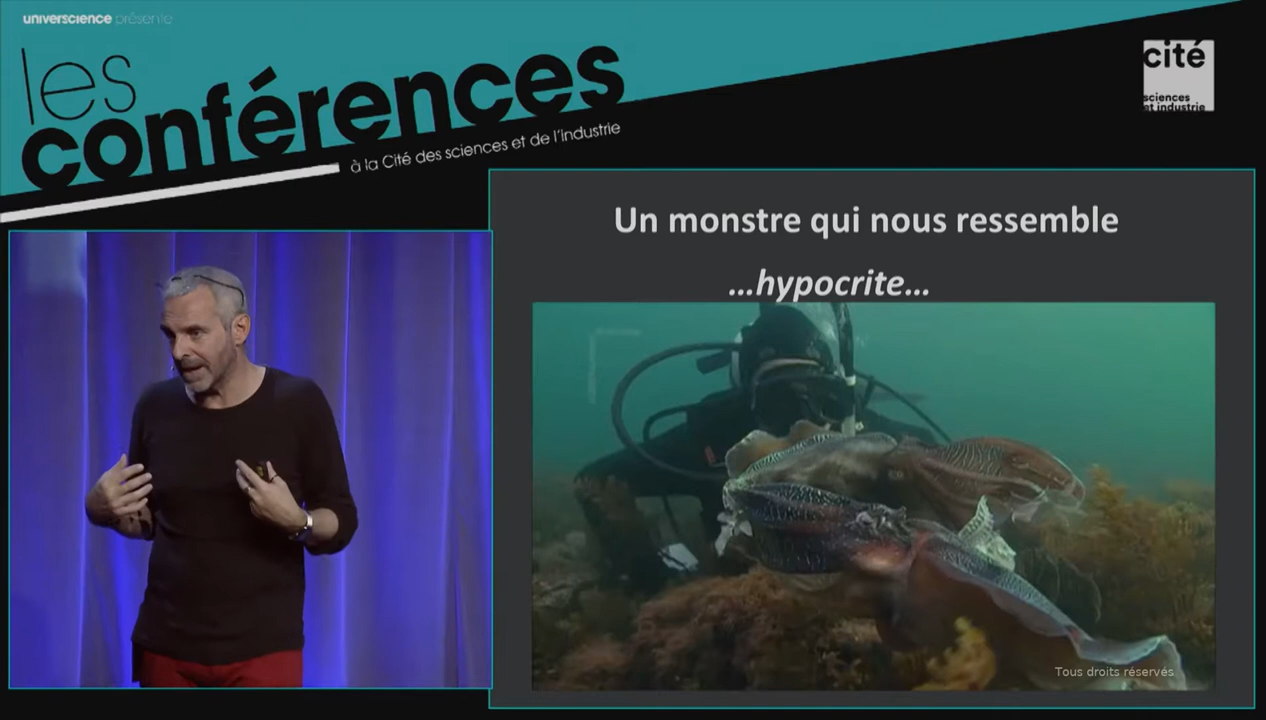 universcience présente
les
conférences
à la Cité des sciences et de l'industrie
cité
sciences
et industrie
Un monstre qui nous ressemble
...hypocrite...
Tous droits réservés